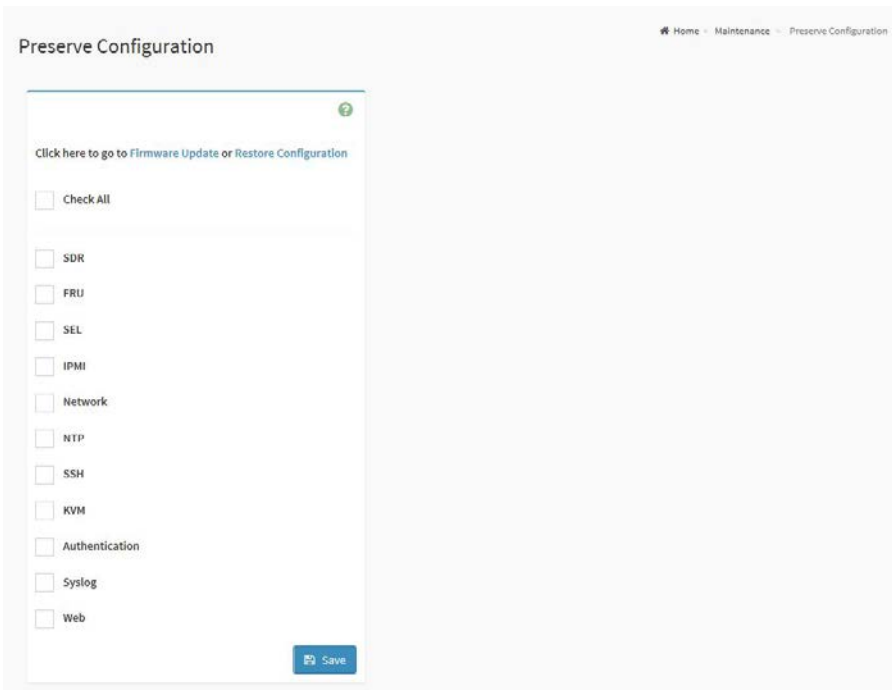 Home - Maintenance - Preserve Configuration
Preserve Configuration
Click here to go to Firmware Update or Restore Configuration
Check All
SDR
FRU
SEL
IPMI
Network
NTP
SSH
KVM
Authentication
Syslog
Web
Save